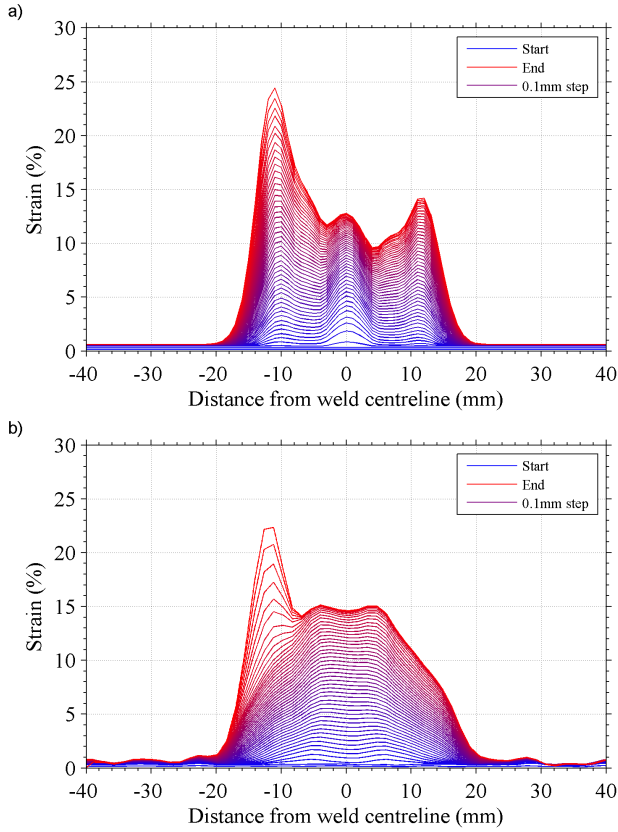 a)
30
25
20
15
10
5
0
Strain (%)
Start
End
0.1mm step
-40 -30 -20 -10 0 10 20 30 40
Distance from weld centreline (mm)
b)
30
25
20
15
10
5
0
Strain (%)
Start
End
0.1mm step
-40 -30 -20 -10 0 10 20 30 40
Distance from weld centreline (mm)